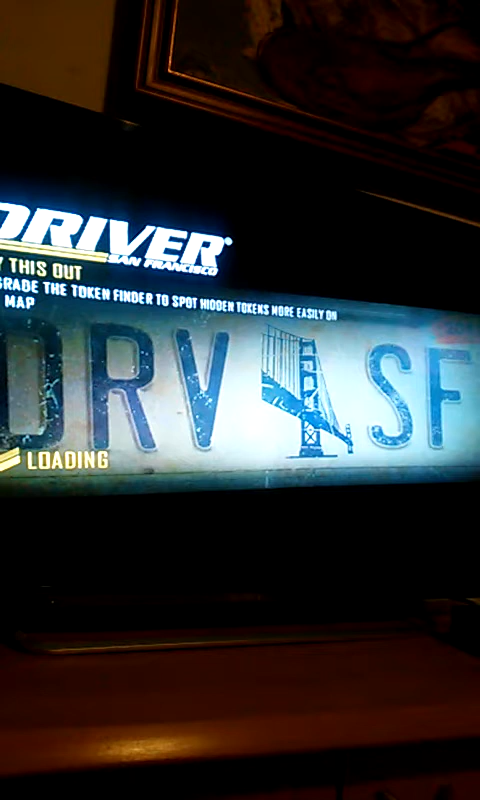 DRIVER®
SAN FRANCISCO
Y THIS OUT
GRADE THE TOKEN FINDER TO SPOT HIDDEN TOKENS MORE EASILY ON
MAP
DRV SF
LOADING